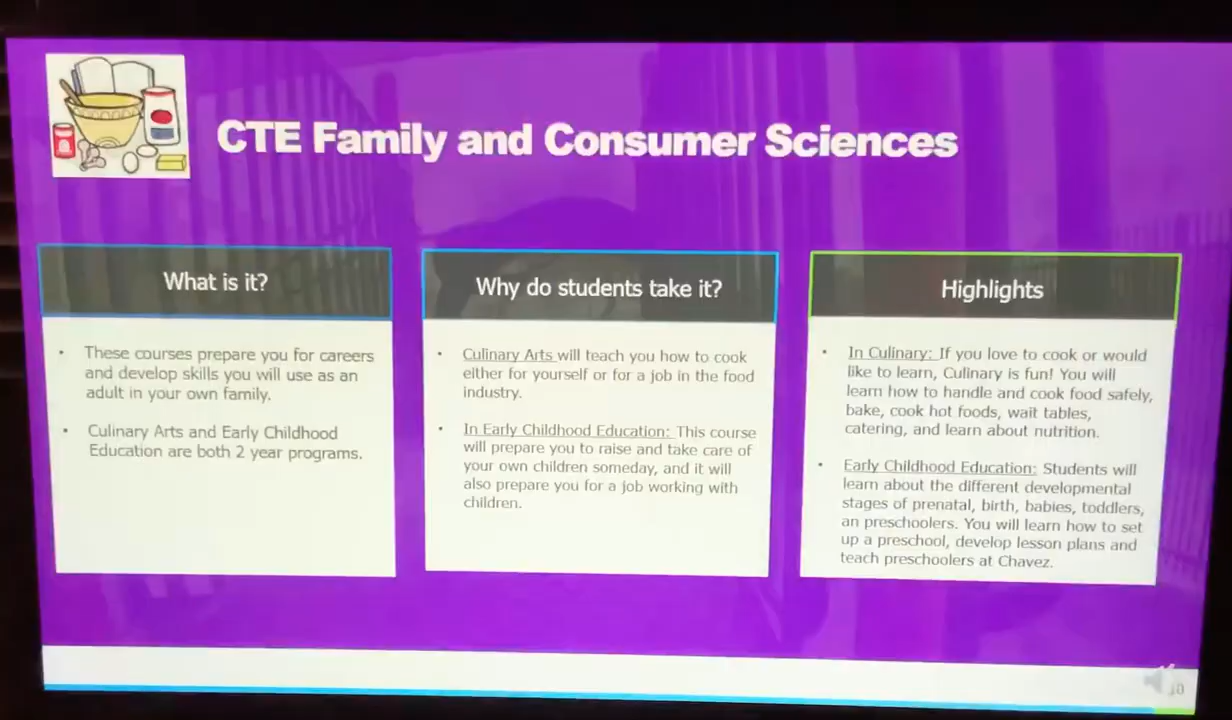 CTE Family and Consumer Sciences
What is it?
• These courses prepare you for careers
and develop skills you will use as an
adult in your own family.
• Culinary Arts and Early Childhood
Education are both 2 year programs.
Why do students take it?
• Culinary Arts will teach you how to cook
either for yourself or for a job in the food
industry.
• In Early Childhood Education: This course
will prepare you to raise and take care of
your own children someday, and it will
also prepare you for a job working with
children.
Highlights
• In Culinary: If you love to cook or would
like to learn, Culinary is fun! You will
learn how to handle and cook food safely,
bake, cook hot foods, wait tables,
catering, and learn about nutrition.
• Early Childhood Education: Students will
learn about the different developmental
stages of prenatal, birth, babies, toddlers,
an preschoolers. You will learn how to set
up a preschool, develop lesson plans and
teach preschoolers at Chavez.
10